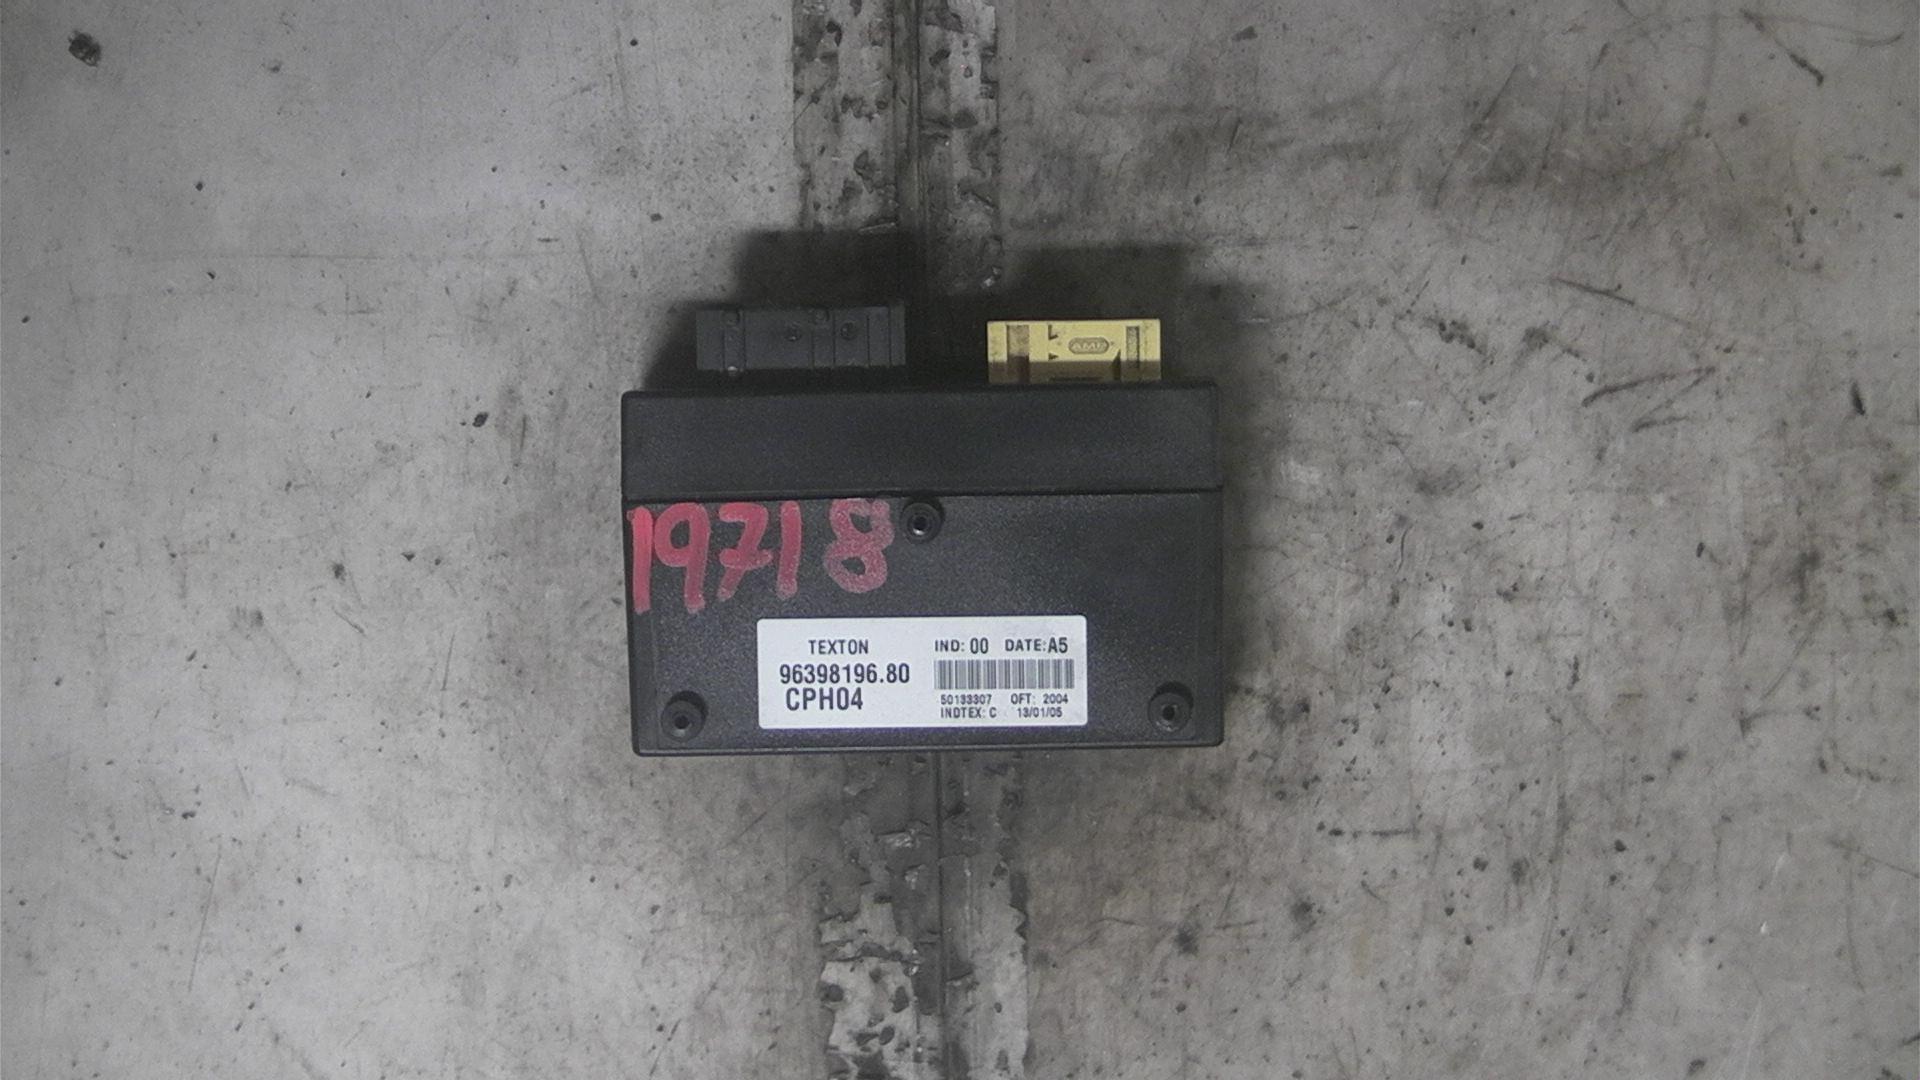 AMP
19718
TEXTON IND: 00 DATE: A5
96398196.80
CPH04
50133307 OFT: 2004
INDTEX: C 13/01/05